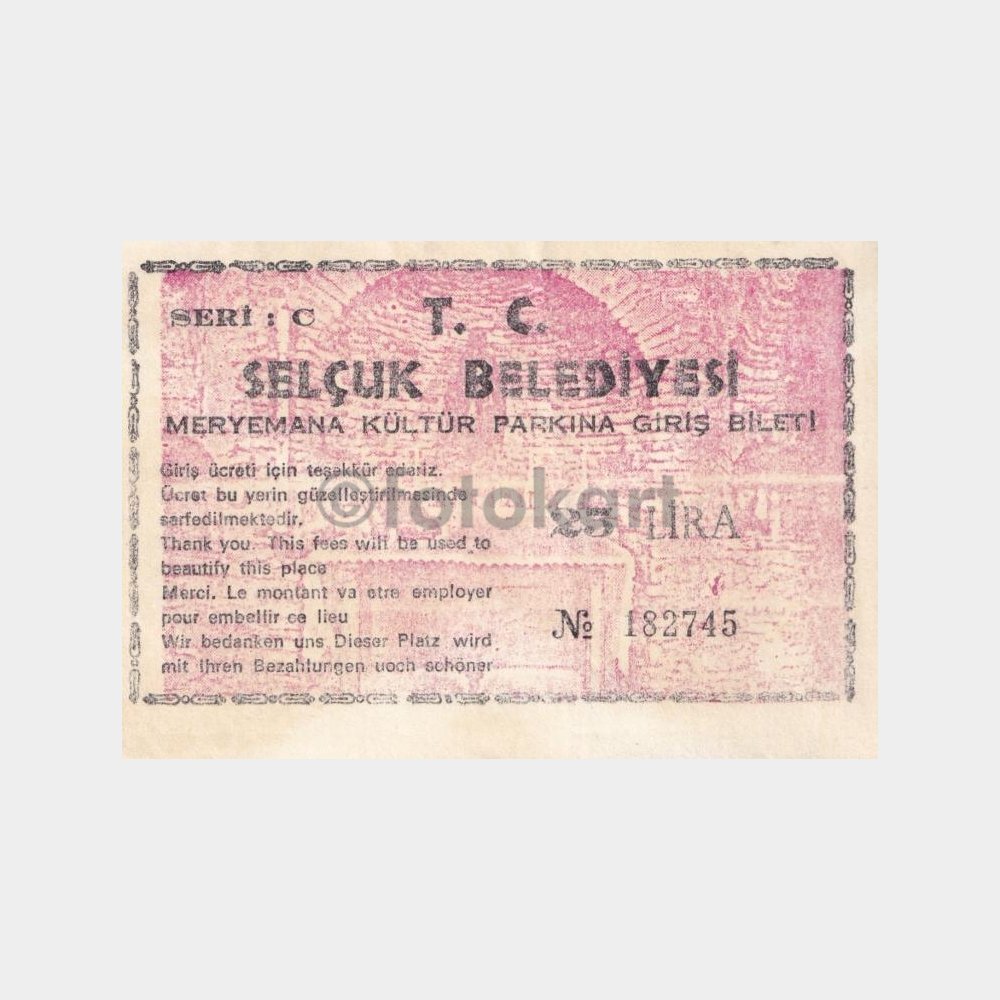 SERİ : C
T. C.
SELÇUK BELEDİYESİ
MERYEMANA KÜLTÜR PARKINA GİRİŞ BİLETİ
Giriş ücreti için teşekkür ederiz.
Ücret bu yerin güzelleştirilmesinde
sarfedilmektedir.
Thank you. This fees will be used to
beautify this place
Merci. Le montant va etre employer
pour embellir ce lieu
Wir bedanken uns Dieser Platz wird
mit ihren Bezahlungen uoch schöner
25 LİRA
№ 182745
©fotokart